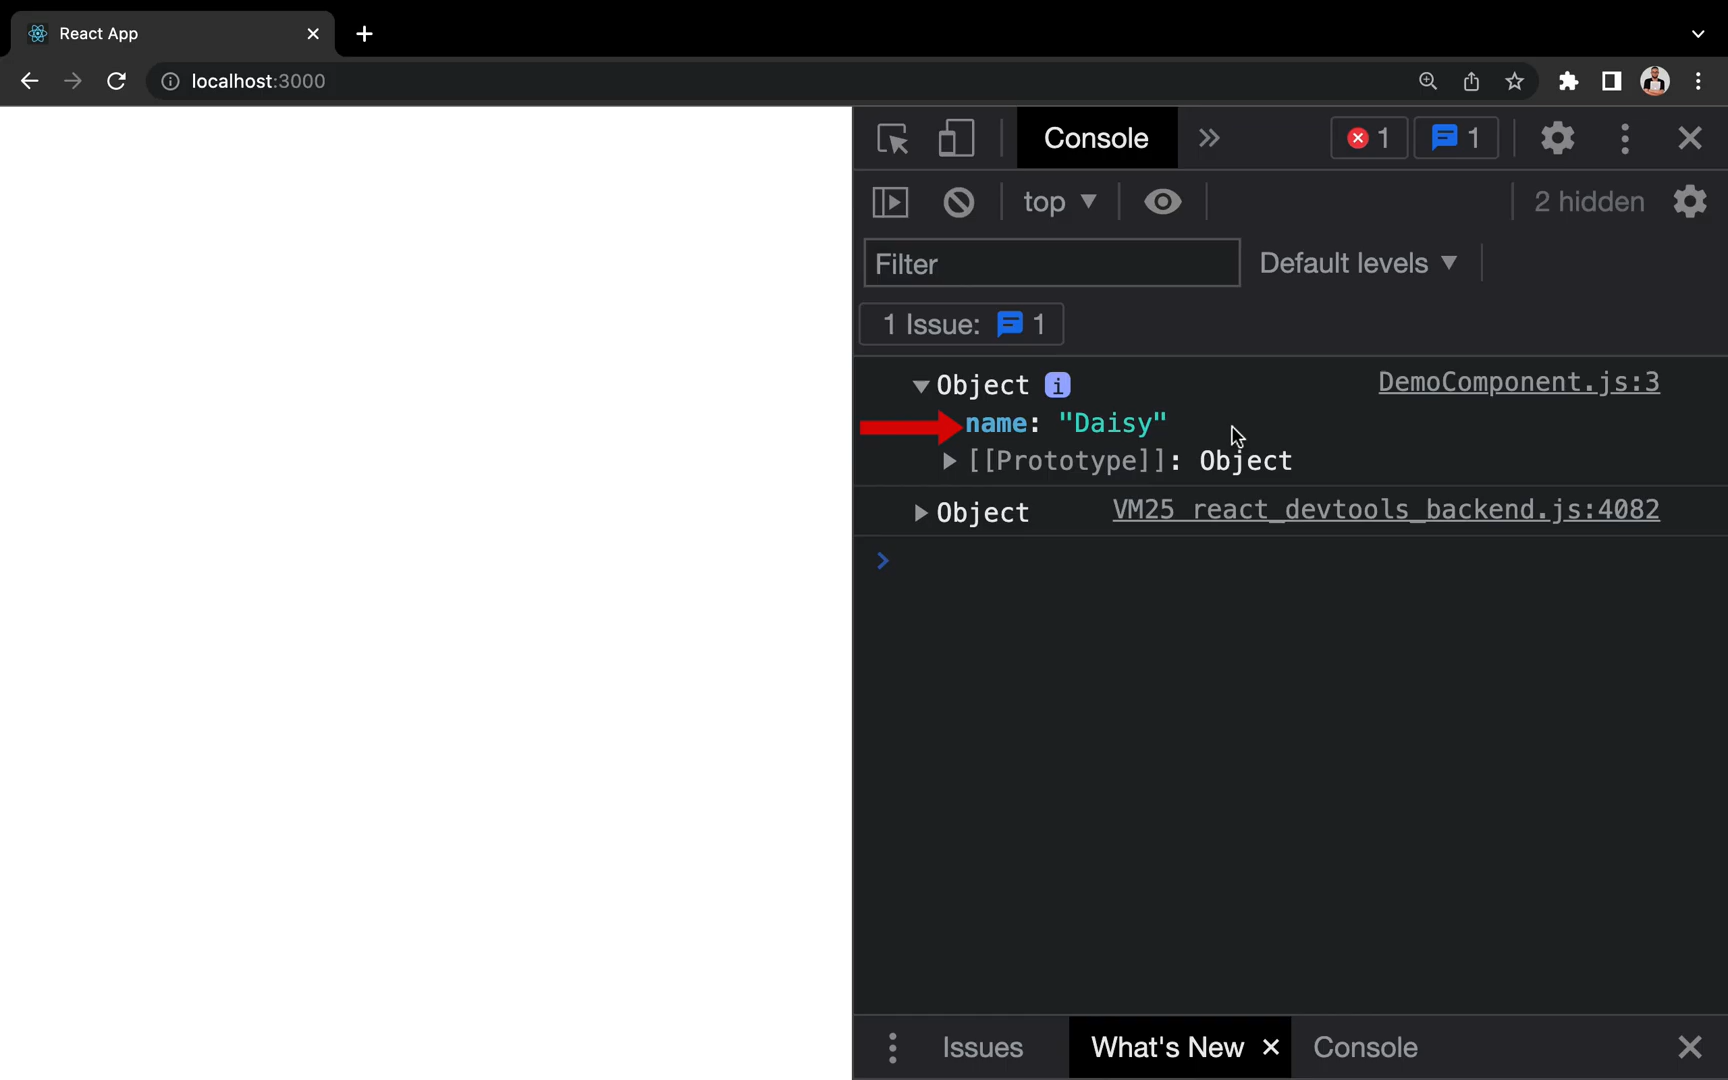 React App
localhost:3000
Console
1
1
top
2 hidden
Filter
Default levels
1 Issue: 1
Object i
DemoComponent.js:3
name: "Daisy"
[[Prototype]]: Object
Object
VM25 react_devtools_backend.js:4082
Issues
What's New
Console